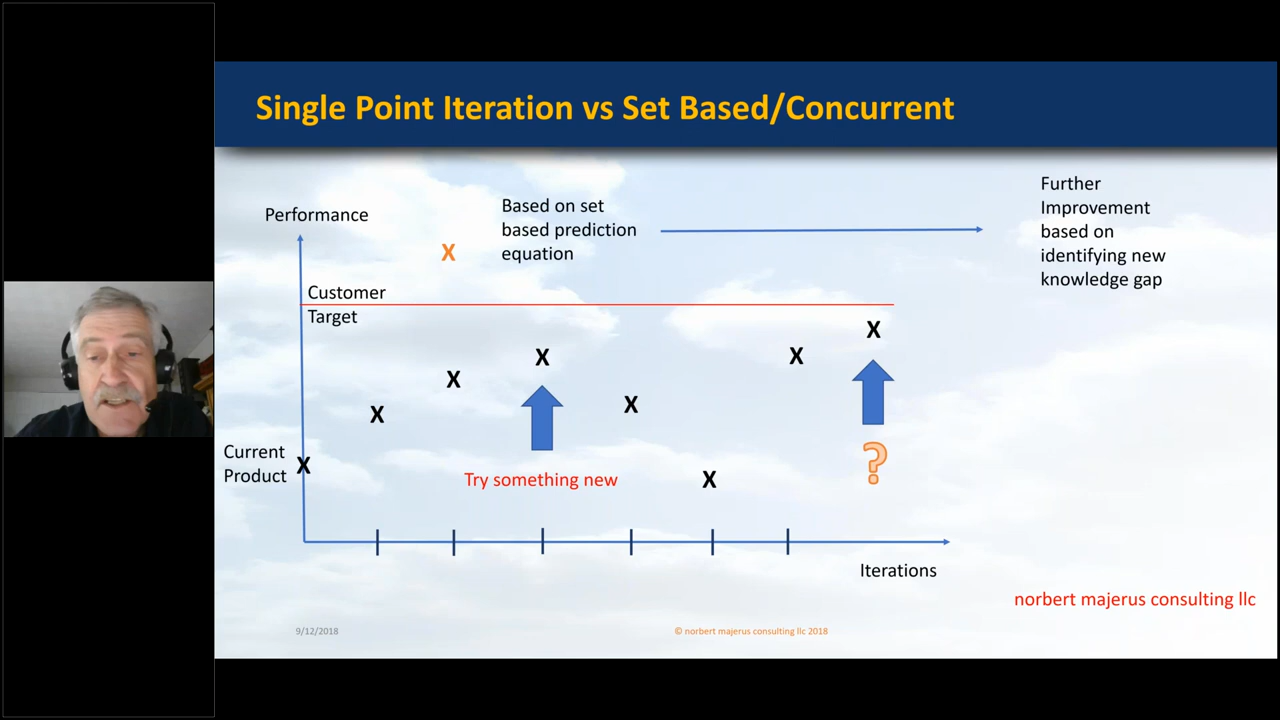 Single Point Iteration vs Set Based/Concurrent
Performance
X
Based on set
based prediction
equation
Further
Improvement
based on
identifying new
knowledge gap
Customer
Target
X
X
X
X
X
X
Current
Product
X
Try something new
X
?
Iterations
norbert majerus consulting llc
9/12/2018
© norbert majerus consulting llc 2018